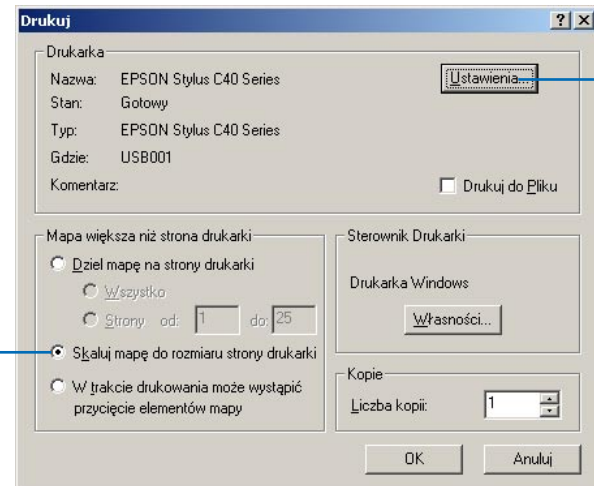 Drukuj
Drukarka
Nazwa: EPSON Stylus C40 Series
Ustawienia...
Stan: Gotowy
Typ: EPSON Stylus C40 Series
Gdzie: USB001
Komentarz:
Drukuj do Pliku
Mapa większa niż strona drukarki
Dziel mapę na strony drukarki
Wszystko
Strony od: 1 do: 25
Skaluj mapę do rozmiaru strony drukarki
W trakcie drukowania może wystąpić
przycięcie elementów mapy
Sterownik Drukarki
Drukarka Windows
Własności...
Kopie
Liczba kopii: 1
OK Anuluj